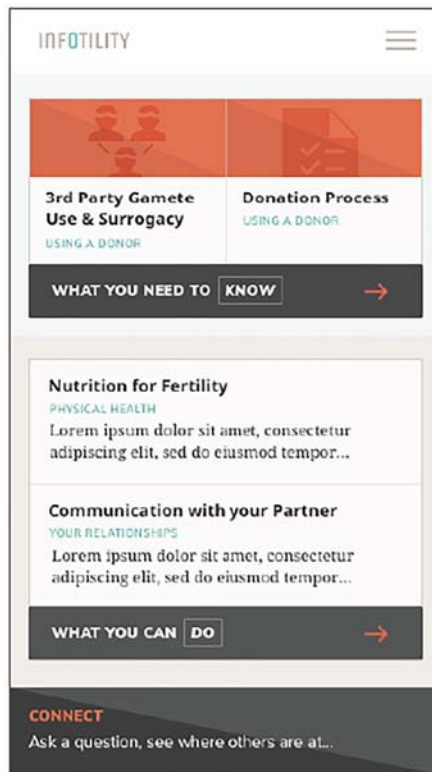 INFOTILITY
3rd Party Gamete
Use & Surrogacy
USING A DONOR
Donation Process
USING A DONOR
WHAT YOU NEED TO KNOW
Nutrition for Fertility
PHYSICAL HEALTH
Lorem ipsum dolor sit amet, consectetur
adipiscing elit, sed do eiusmod tempor...
Communication with your Partner
YOUR RELATIONSHIPS
Lorem ipsum dolor sit amet, consectetur
adipiscing elit, sed do eiusmod tempor...
WHAT YOU CAN DO
CONNECT
Ask a question, see where others are at...